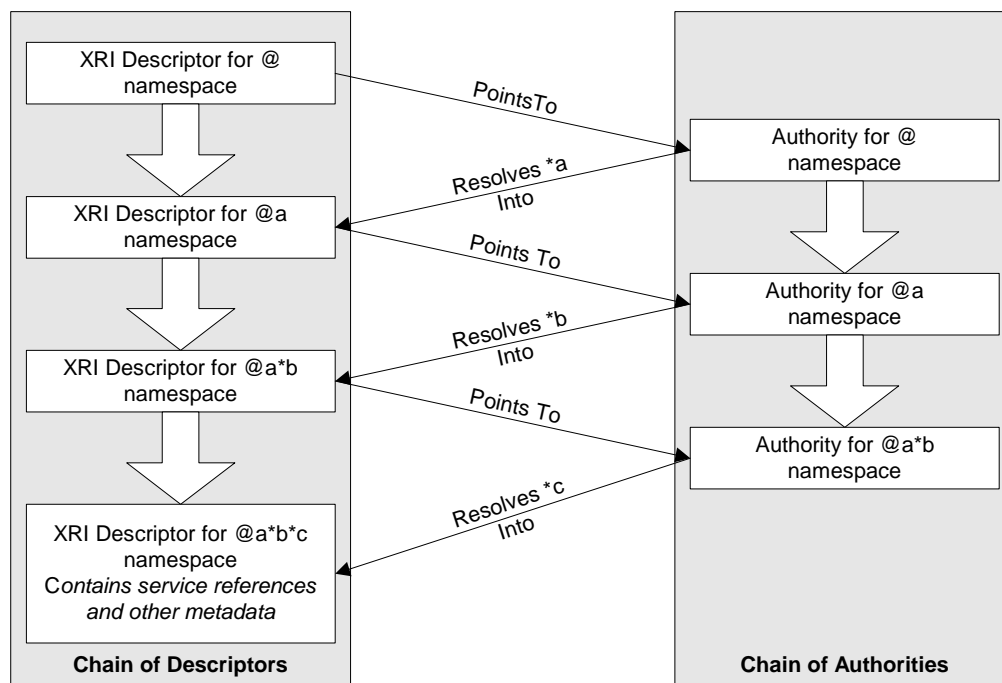 XRI Descriptor for @
namespace
PointsTo
Authority for @
namespace
Resolves *a
Into
XRI Descriptor for @a
namespace
Points To
Authority for @a
namespace
Resolves *b
Into
XRI Descriptor for @a*b
namespace
Points To
Authority for @a*b
namespace
Resolves *c
Into
XRI Descriptor for @a*b*c
namespace
Contains service references
and other metadata
Chain of Descriptors
Chain of Authorities